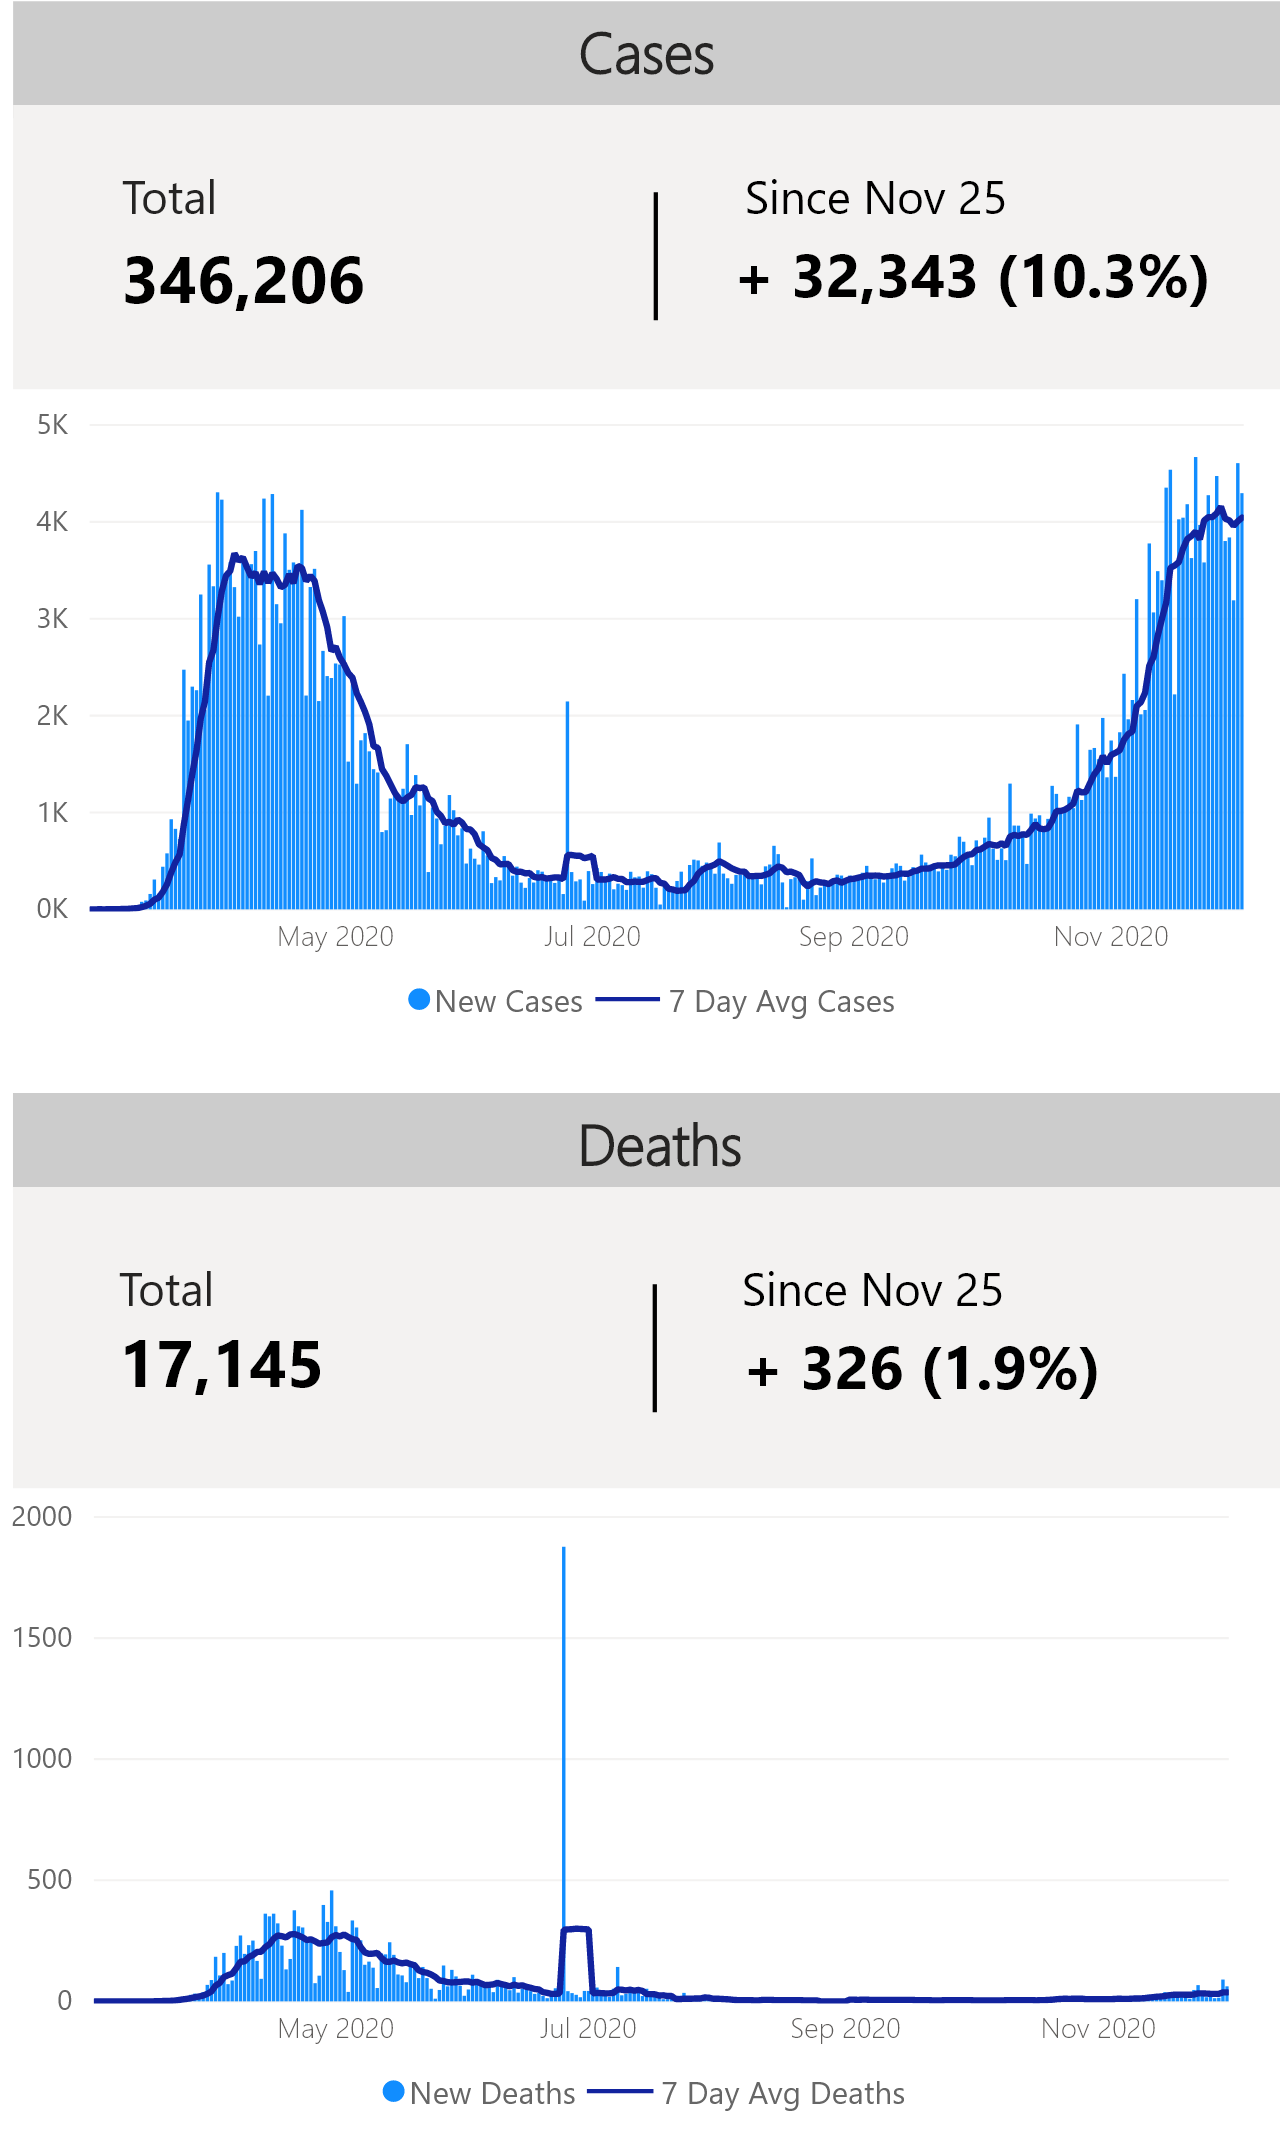 Cases
Total
Since Nov 25
346,206
+ 32,343 (10.3%)
5K
4K
3K
2K
1K
0K
May 2020
Jul 2020
Sep 2020
Nov 2020
New Cases
7 Day Avg Cases
Deaths
Total
Since Nov 25
17,145
+ 326 (1.9%)
2000
1500
1000
500
0
May 2020
Jul 2020
Sep 2020
Nov 2020
New Deaths
7 Day Avg Deaths